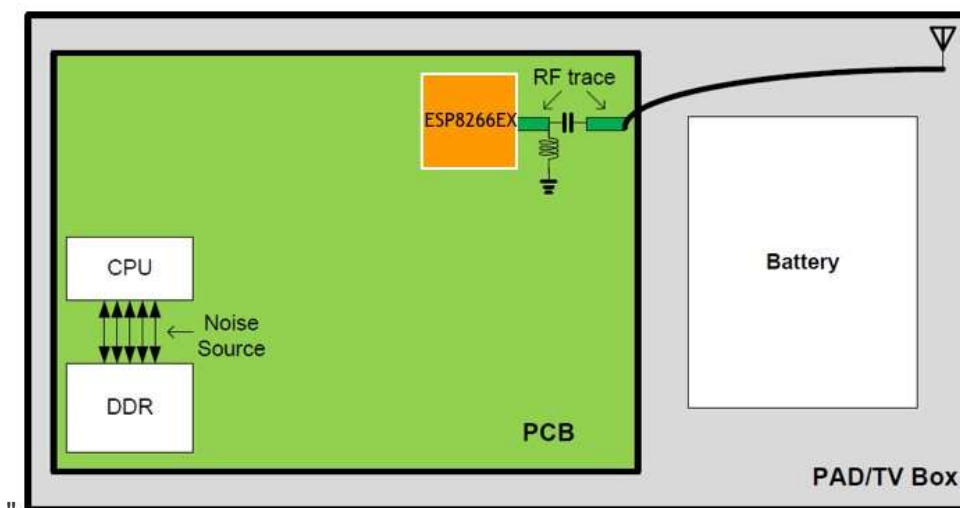 RF trace
ESP8266EX
CPU
Noise
Source
DDR
Battery
PCB
PAD/TV Box
"